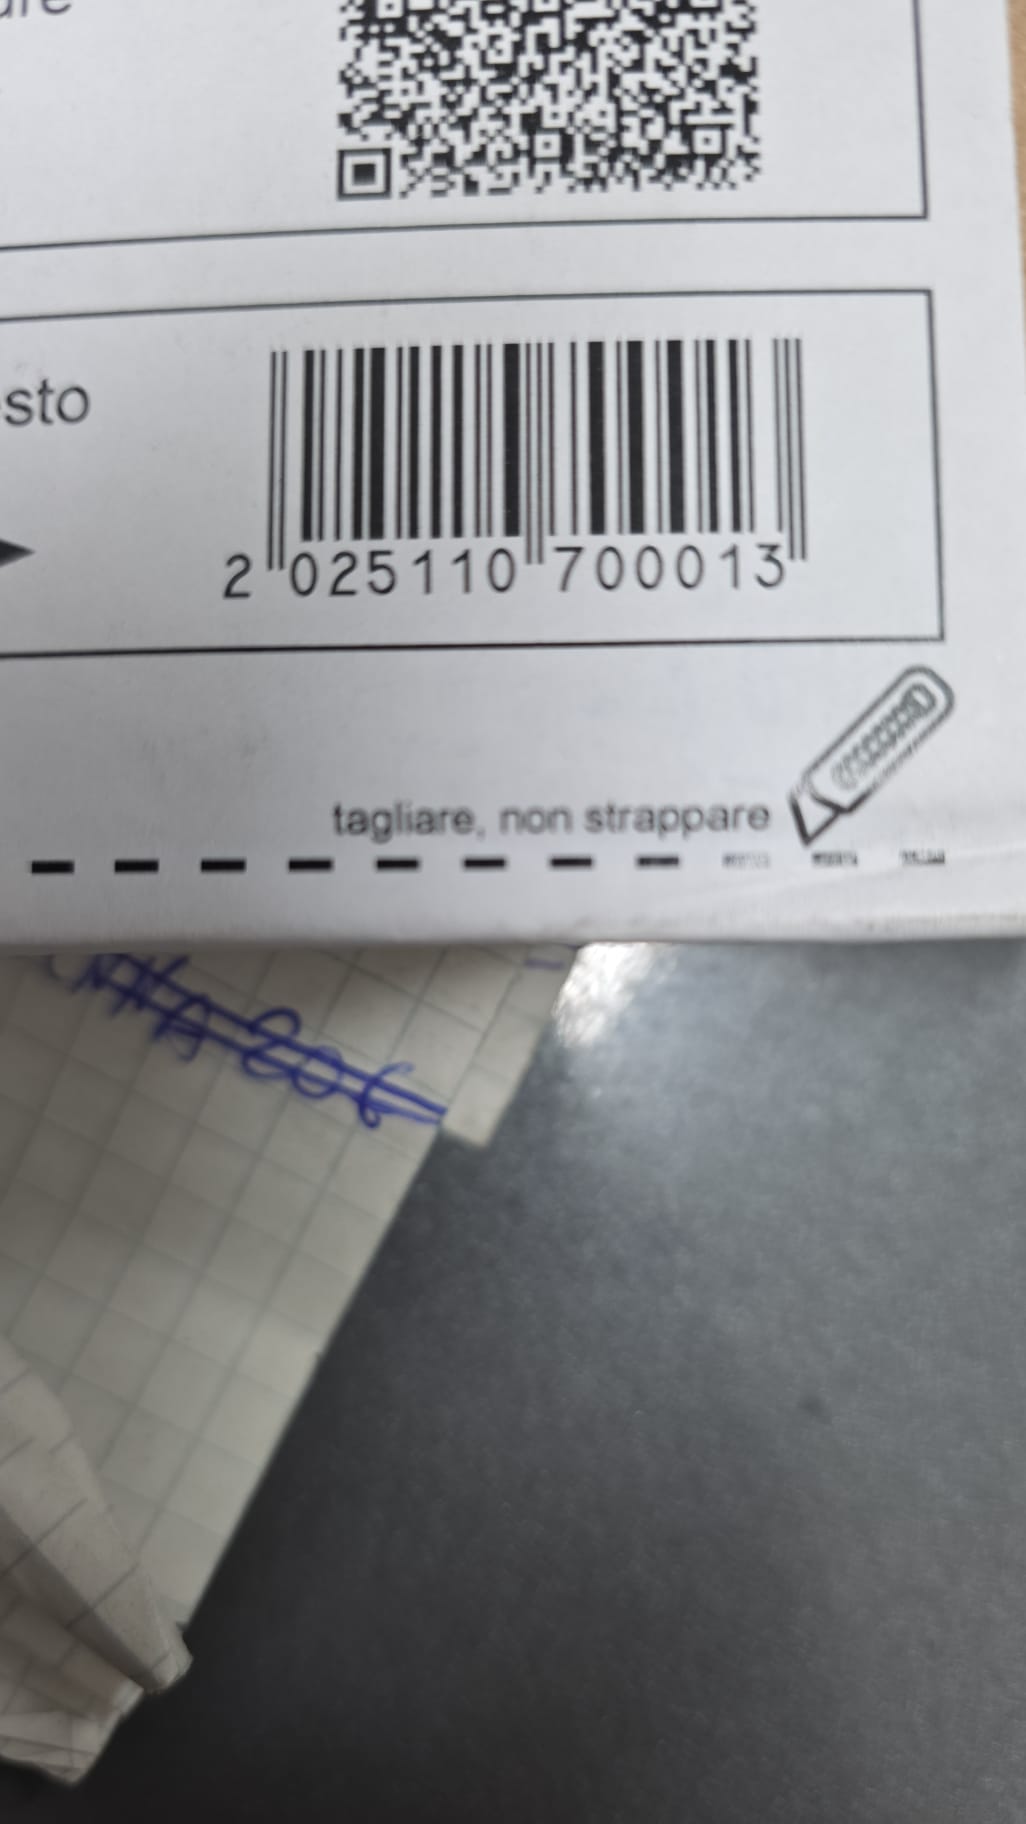 sto
2 025110 700013
tagliare, non strappare